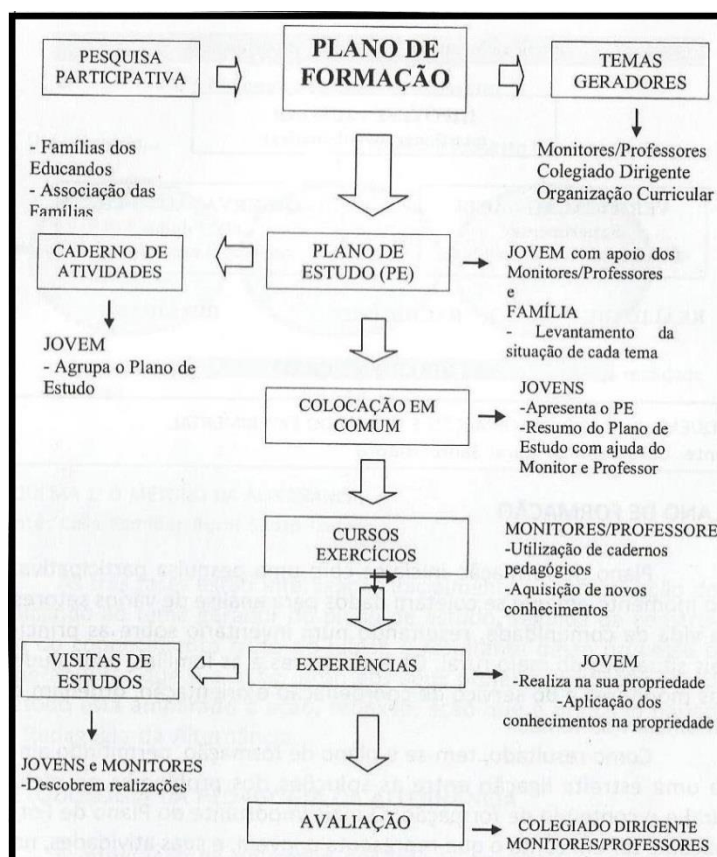 PESQUISA
PARTICIPATIVA
PLANO DE
FORMAÇÃO
TEMAS
GERADORES
- Famílias dos
Educandos
- Associação das
Famílias
Monitores/Professores
Colegiado Dirigente
Organização Curricular
CADERNO DE
ATIVIDADES
PLANO DE
ESTUDO (PE)
JOVEM com apoio dos
Monitores/Professores
e
FAMÍLIA
- Levantamento da
situação de cada tema
JOVEM
- Agrupa o Plano de
Estudo
COLOCAÇÃO EM
COMUM
JOVENS
-Apresenta o PE
-Resumo do Plano de
Estudo com ajuda do
Monitor e Professor
CURSOS
EXERCÍCIOS
MONITORES/PROFESSORE
-Utilização de cadernos
pedagógicos
-Aquisição de novos
conhecimentos
VISITAS DE
ESTUDOS
EXPERIÊNCIAS
JOVEM
-Realiza na sua propriedade
-Aplicação dos
conhecimentos na propriedade
JOVENS e MONITORES
-Descobrem realizações
AVALIAÇÃO
COLEGIADO DIRIGENTE
MONITORES/PROFESSORES